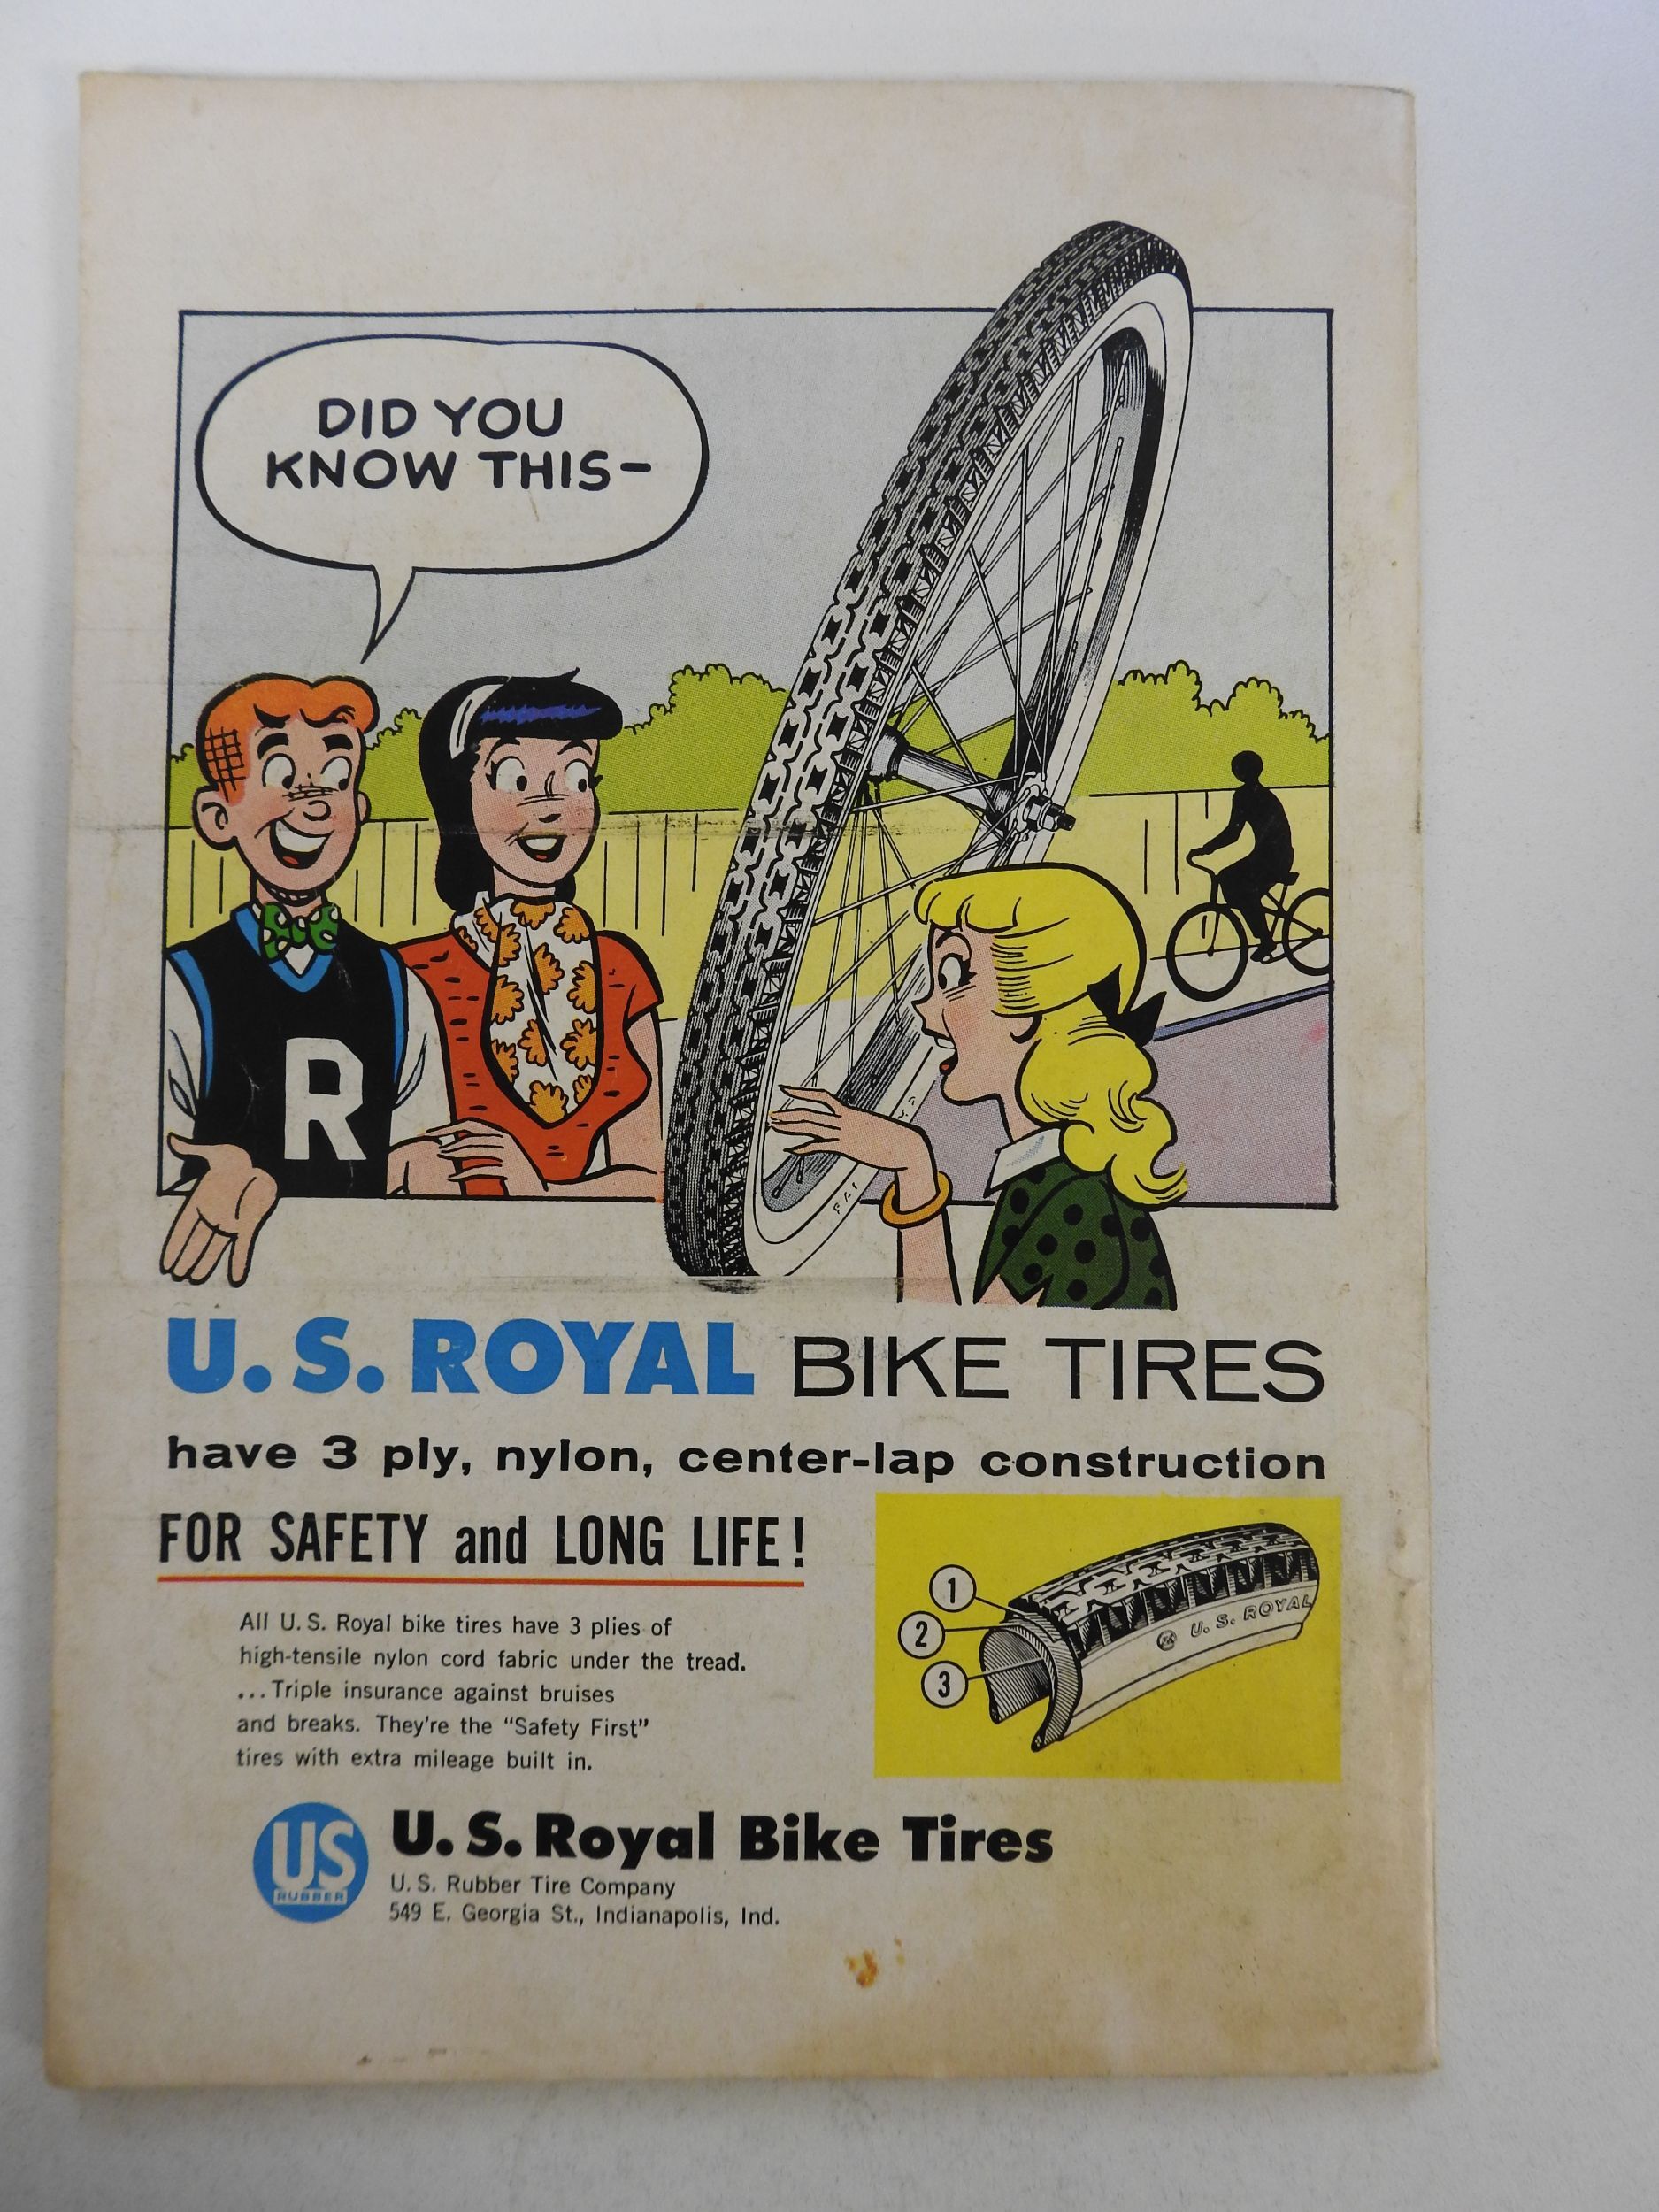 DID YOU
KNOW THIS-
R
U.S. ROYAL BIKE TIRES
have 3 ply, nylon, center-lap construction
FOR SAFETY and LONG LIFE!
1
2
3
U.S. ROYAL
All U.S. Royal bike tires have 3 plies of
high-tensile nylon cord fabric under the tread.
...Triple insurance against bruises
and breaks. They're the "Safety First"
tires with extra mileage built in.
US
RUBBER
U.S. Royal Bike Tires
U.S. Rubber Tire Company
549 E. Georgia St., Indianapolis, Ind.